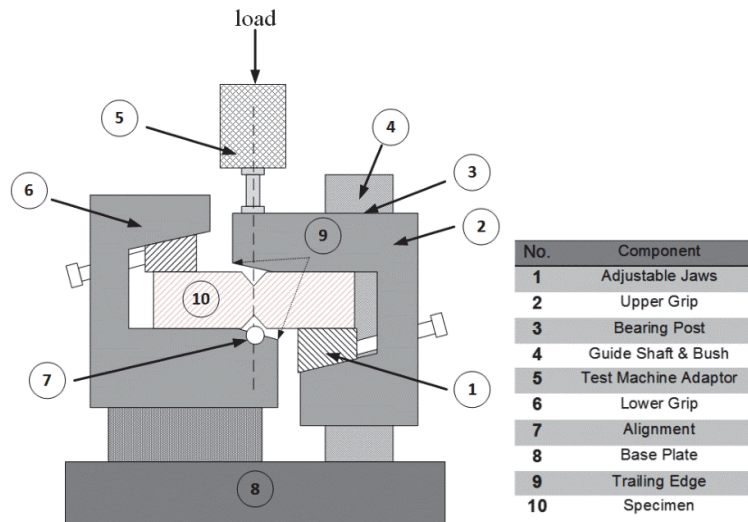 load
5
4
3
6
2
9
10
7
1
8
No. Component
1 Adjustable Jaws
2 Upper Grip
3 Bearing Post
4 Guide Shaft & Bush
5 Test Machine Adaptor
6 Lower Grip
7 Alignment
8 Base Plate
9 Trailing Edge
10 Specimen